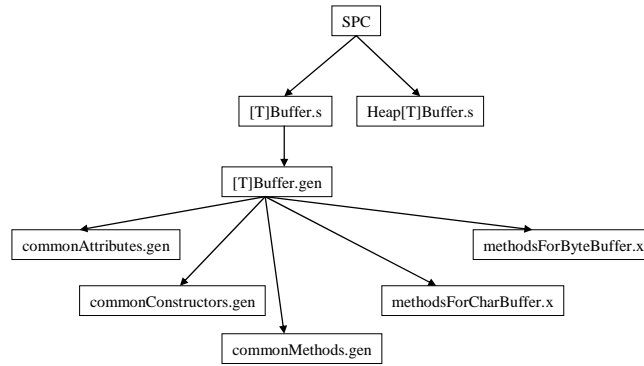 SPC
[T]Buffer.s
Heap[T]Buffer.s
[T]Buffer.gen
commonAttributes.gen
methodsForByteBuffer.x
commonConstructors.gen
methodsForCharBuffer.x
commonMethods.gen